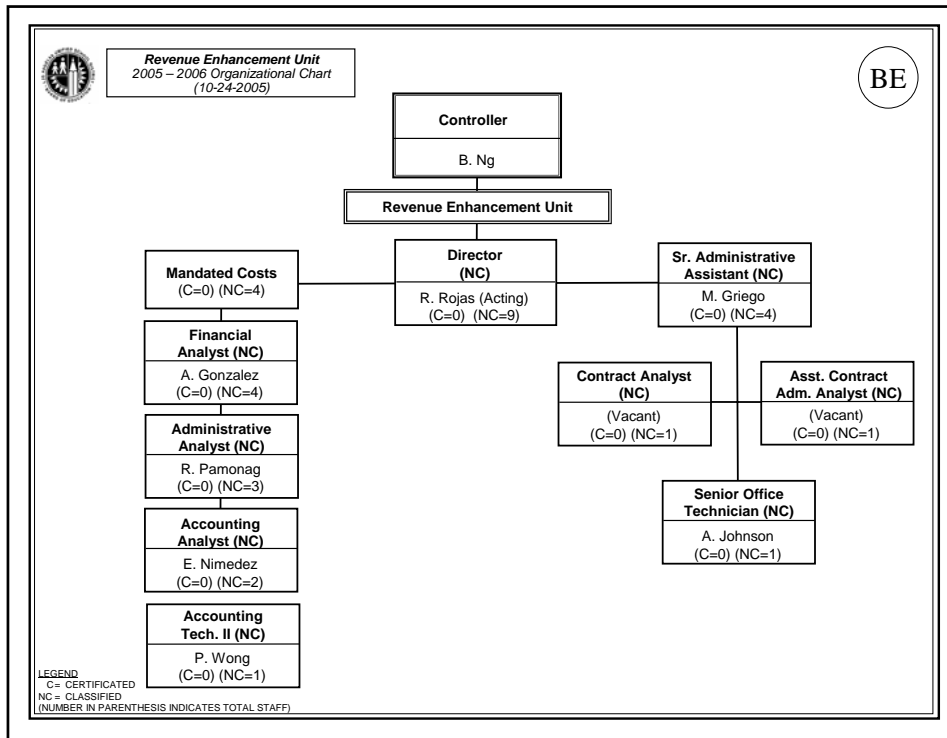 Revenue Enhancement Unit
2005 – 2006 Organizational Chart
(10-24-2005)
BE
Controller
B. Ng
Revenue Enhancement Unit
Director
(NC)
R. Rojas (Acting)
(C=0) (NC=9)
Mandated Costs
(C=0) (NC=4)
Financial
Analyst (NC)
A. Gonzalez
(C=0) (NC=4)
Administrative
Analyst (NC)
R. Pamonag
(C=0) (NC=3)
Accounting
Analyst (NC)
E. Nimedez
(C=0) (NC=2)
Accounting
Tech. II (NC)
P. Wong
(C=0) (NC=1)
Sr. Administrative
Assistant (NC)
M. Griego
(C=0) (NC=4)
Contract Analyst
(NC)
(Vacant)
(C=0) (NC=1)
Asst. Contract
Adm. Analyst (NC)
(Vacant)
(C=0) (NC=1)
Senior Office
Technician (NC)
A. Johnson
(C=0) (NC=1)
LEGEND
C = CERTIFICATED
NC = CLASSIFIED
(NUMBER IN PARENTHESIS INDICATES TOTAL STAFF)